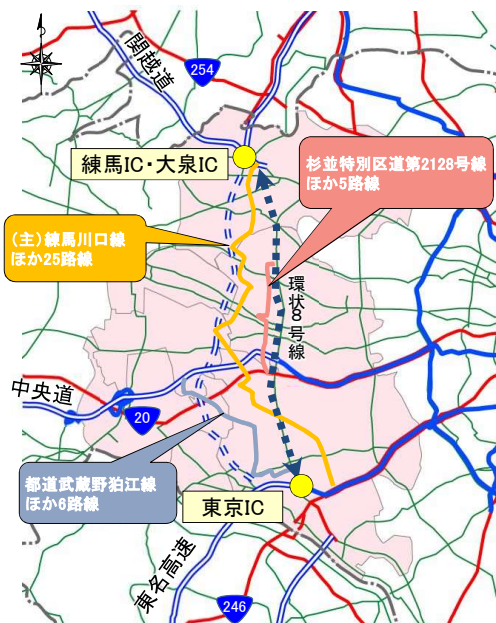 関越道
254
練馬IC・大泉IC
杉並特別区道第2128号線
ほか5路線
(主)練馬川口線
ほか25路線
環状8号線
中央道
20
都道武蔵野狛江線
ほか6路線
東京IC
東名高速
246